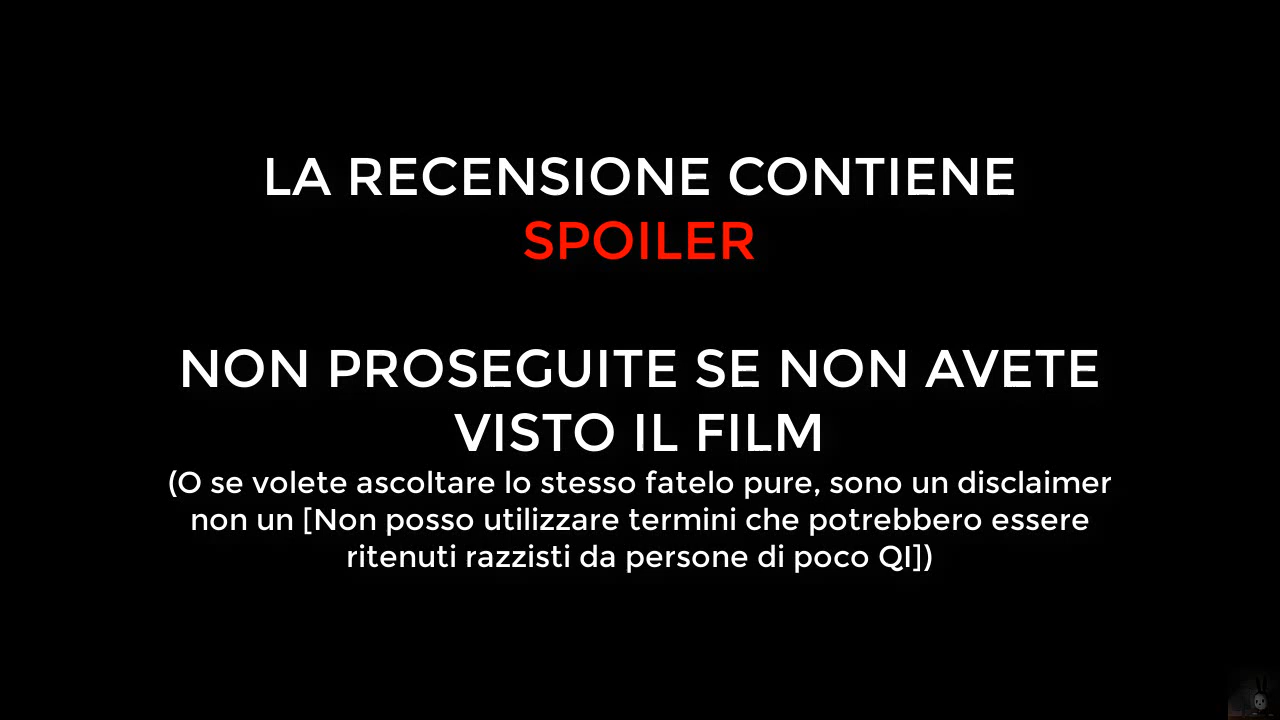 LA RECENSIONE CONTIENE
SPOILER
NON PROSEGUITE SE NON AVETE
VISTO IL FILM
(O se volete ascoltare lo stesso fatelo pure, sono un disclaimer
non un [Non posso utilizzare termini che potrebbero essere
ritenuti razzisti da persone di poco QI])